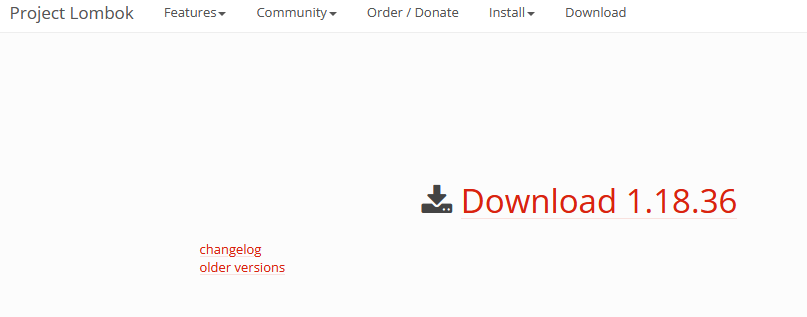 Project Lombok Features Community Order / Donate Install Download
Download 1.18.36
changelog
older versions